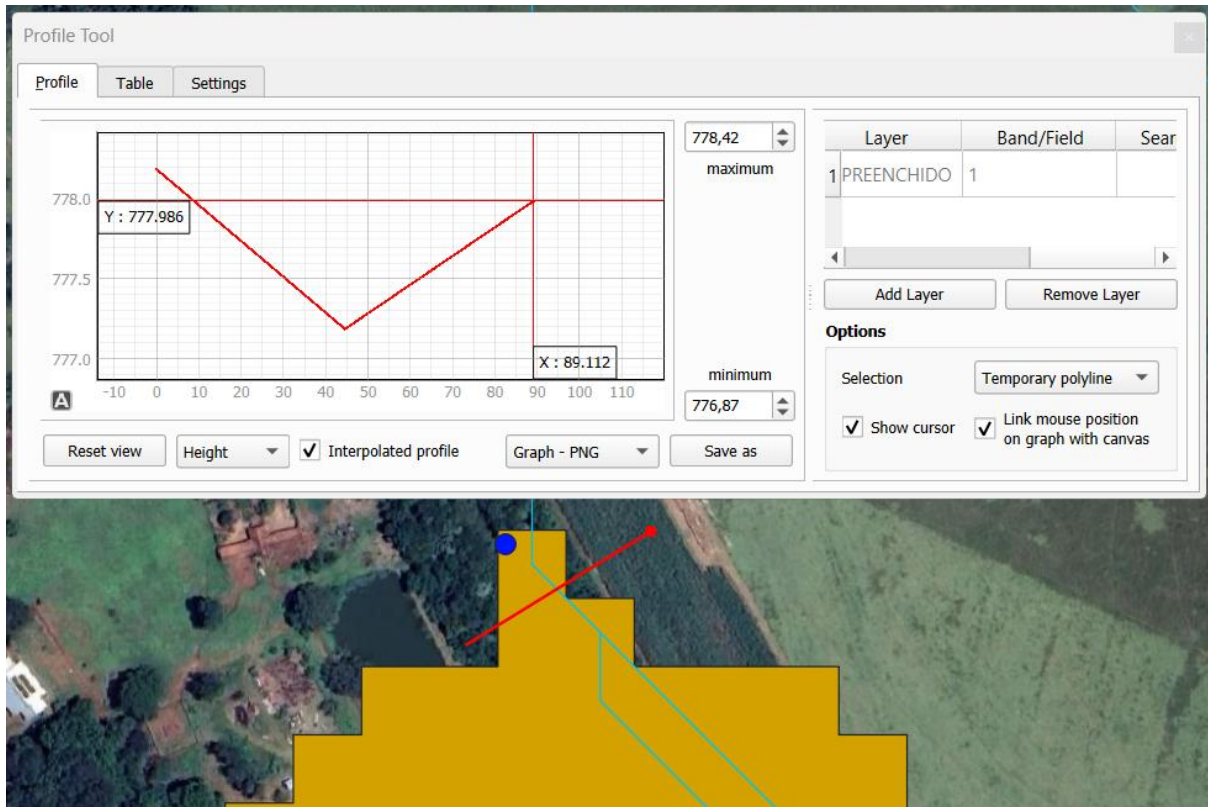 Profile Tool
Profile Table Settings
778.0
777.5
777.0
Y : 777.986
X : 89.112
-10 0 10 20 30 40 50 60 70 80 90 100 110
A
778,42
maximum
minimum
776,87
Reset view Height Interpolated profile Graph - PNG Save as
Layer Band/Field Sear
1 PREENCHIDO 1
Add Layer Remove Layer
Options
Selection Temporary polyline
Show cursor Link mouse position
on graph with canvas